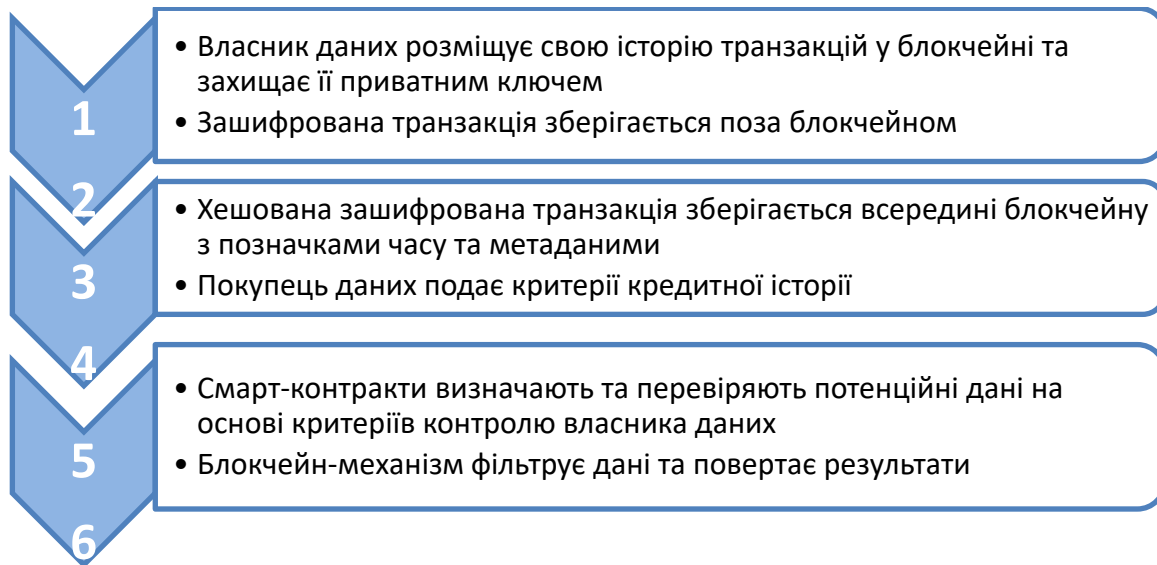 1
2
• Власник даних розміщує свою історію транзакцій у блокчейні та
захищає її приватним ключем
• Зашифрована транзакція зберігається поза блокчейном
3
4
• Хешована зашифрована транзакція зберігається всередині блокчейну
з позначками часу та метаданими
• Покупець даних подає критерії кредитної історії
5
6
• Смарт-контракти визначають та перевіряють потенційні дані на
основі критеріїв контролю власника даних
• Блокчейн-механізм фільтрує дані та повертає результати